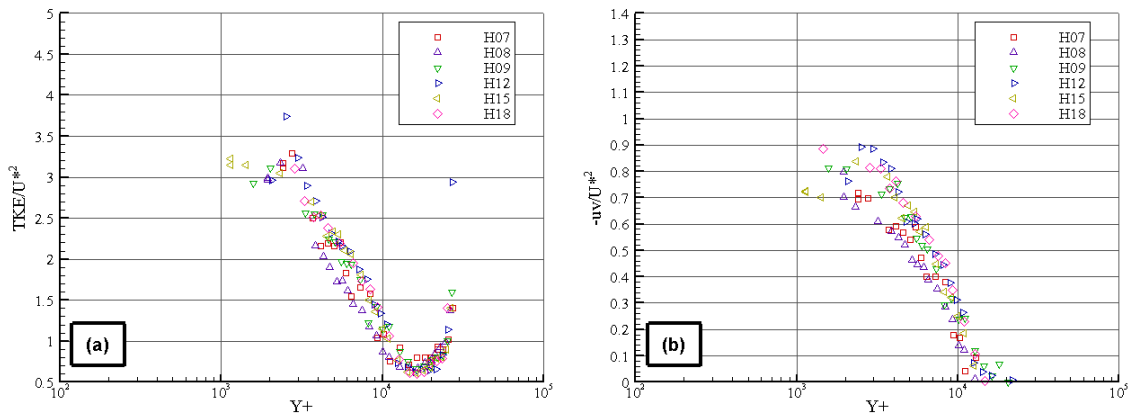 TKE/U*²
5
4.5
4
3.5
3
2.5
2
1.5
1
0.5
10²
10³
10⁴
10⁵
Y+
H07
H08
H09
H12
H15
H18
(a)
-uv/U*²
1.4
1.3
1.2
1.1
1
0.9
0.8
0.7
0.6
0.5
0.4
0.3
0.2
0.1
0
10²
10³
10⁴
10⁵
Y+
H07
H08
H09
H12
H15
H18
(b)